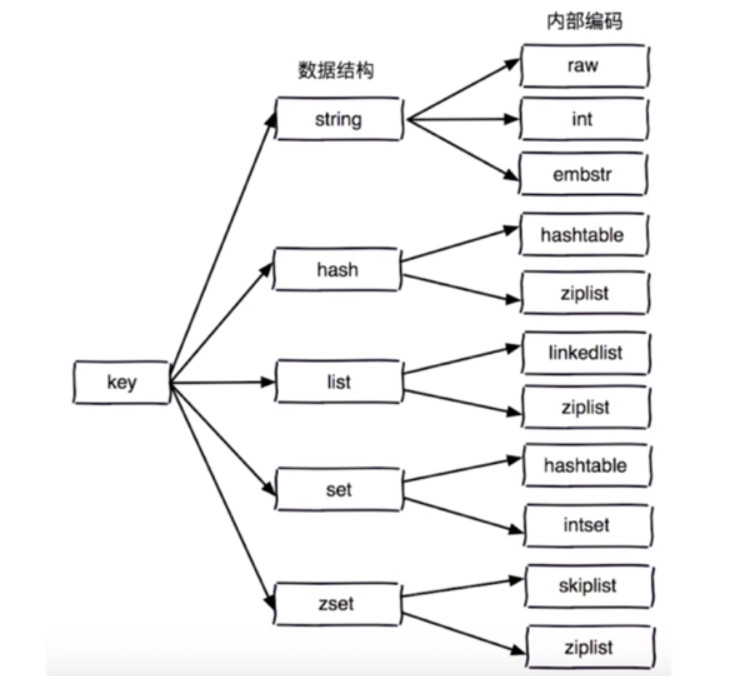 内部编码
数据结构
raw
string
int
embstr
hash
hashtable
ziplist
key
list
linkedlist
ziplist
set
hashtable
intset
zset
skiplist
ziplist